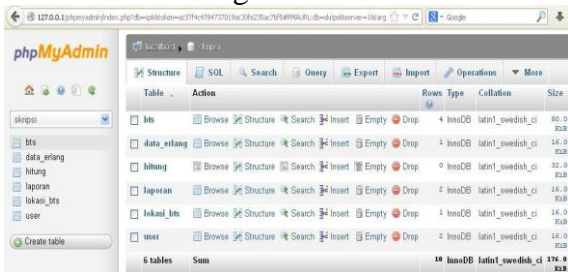 127.0.0.1/phpmyadmin/index.php?db=
Google
phpMyAdmin
localhost
skripsi
Structure SQL Search Query Export Import Operations More
Table Action Rows Type Collation Size
skripsi
bts
data_erlang
hitung
laporan
lokasi_bts
user
Create table
bts Browse Structure Search Insert Empty Drop 4 InnoDB latin1_swedish_ci 80.0 KiB
data_erlang Browse Structure Search Insert Empty Drop 1 InnoDB latin1_swedish_ci 16.0 KiB
hitung Browse Structure Search Insert Empty Drop 0 InnoDB latin1_swedish_ci 32.0 KiB
laporan Browse Structure Search Insert Empty Drop 2 InnoDB latin1_swedish_ci 16.0 KiB
lokasi_bts Browse Structure Search Insert Empty Drop 1 InnoDB latin1_swedish_ci 16.0 KiB
user Browse Structure Search Insert Empty Drop 2 InnoDB latin1_swedish_ci 16.0 KiB
6 tables Sum 10 InnoDB latin1_swedish_ci 176.0 KiB